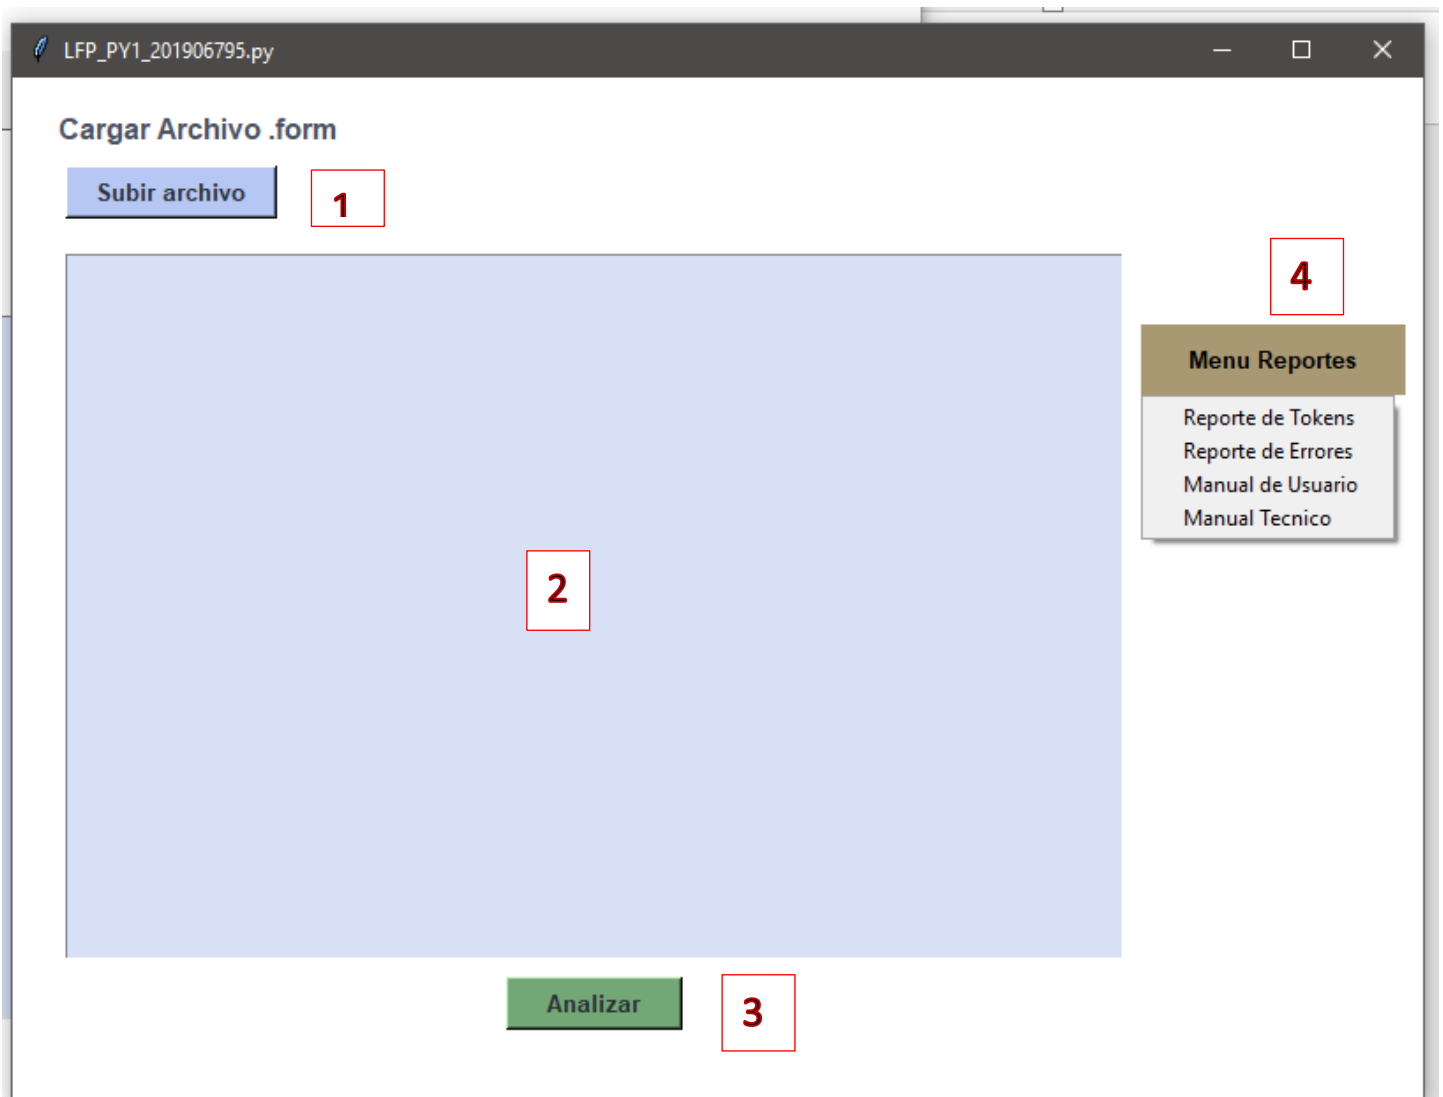 LFP_PY1_201906795.py
Cargar Archivo .form
Subir archivo
1
4
Menu Reportes
Reporte de Tokens
Reporte de Errores
Manual de Usuario
Manual Tecnico
2
Analizar
3